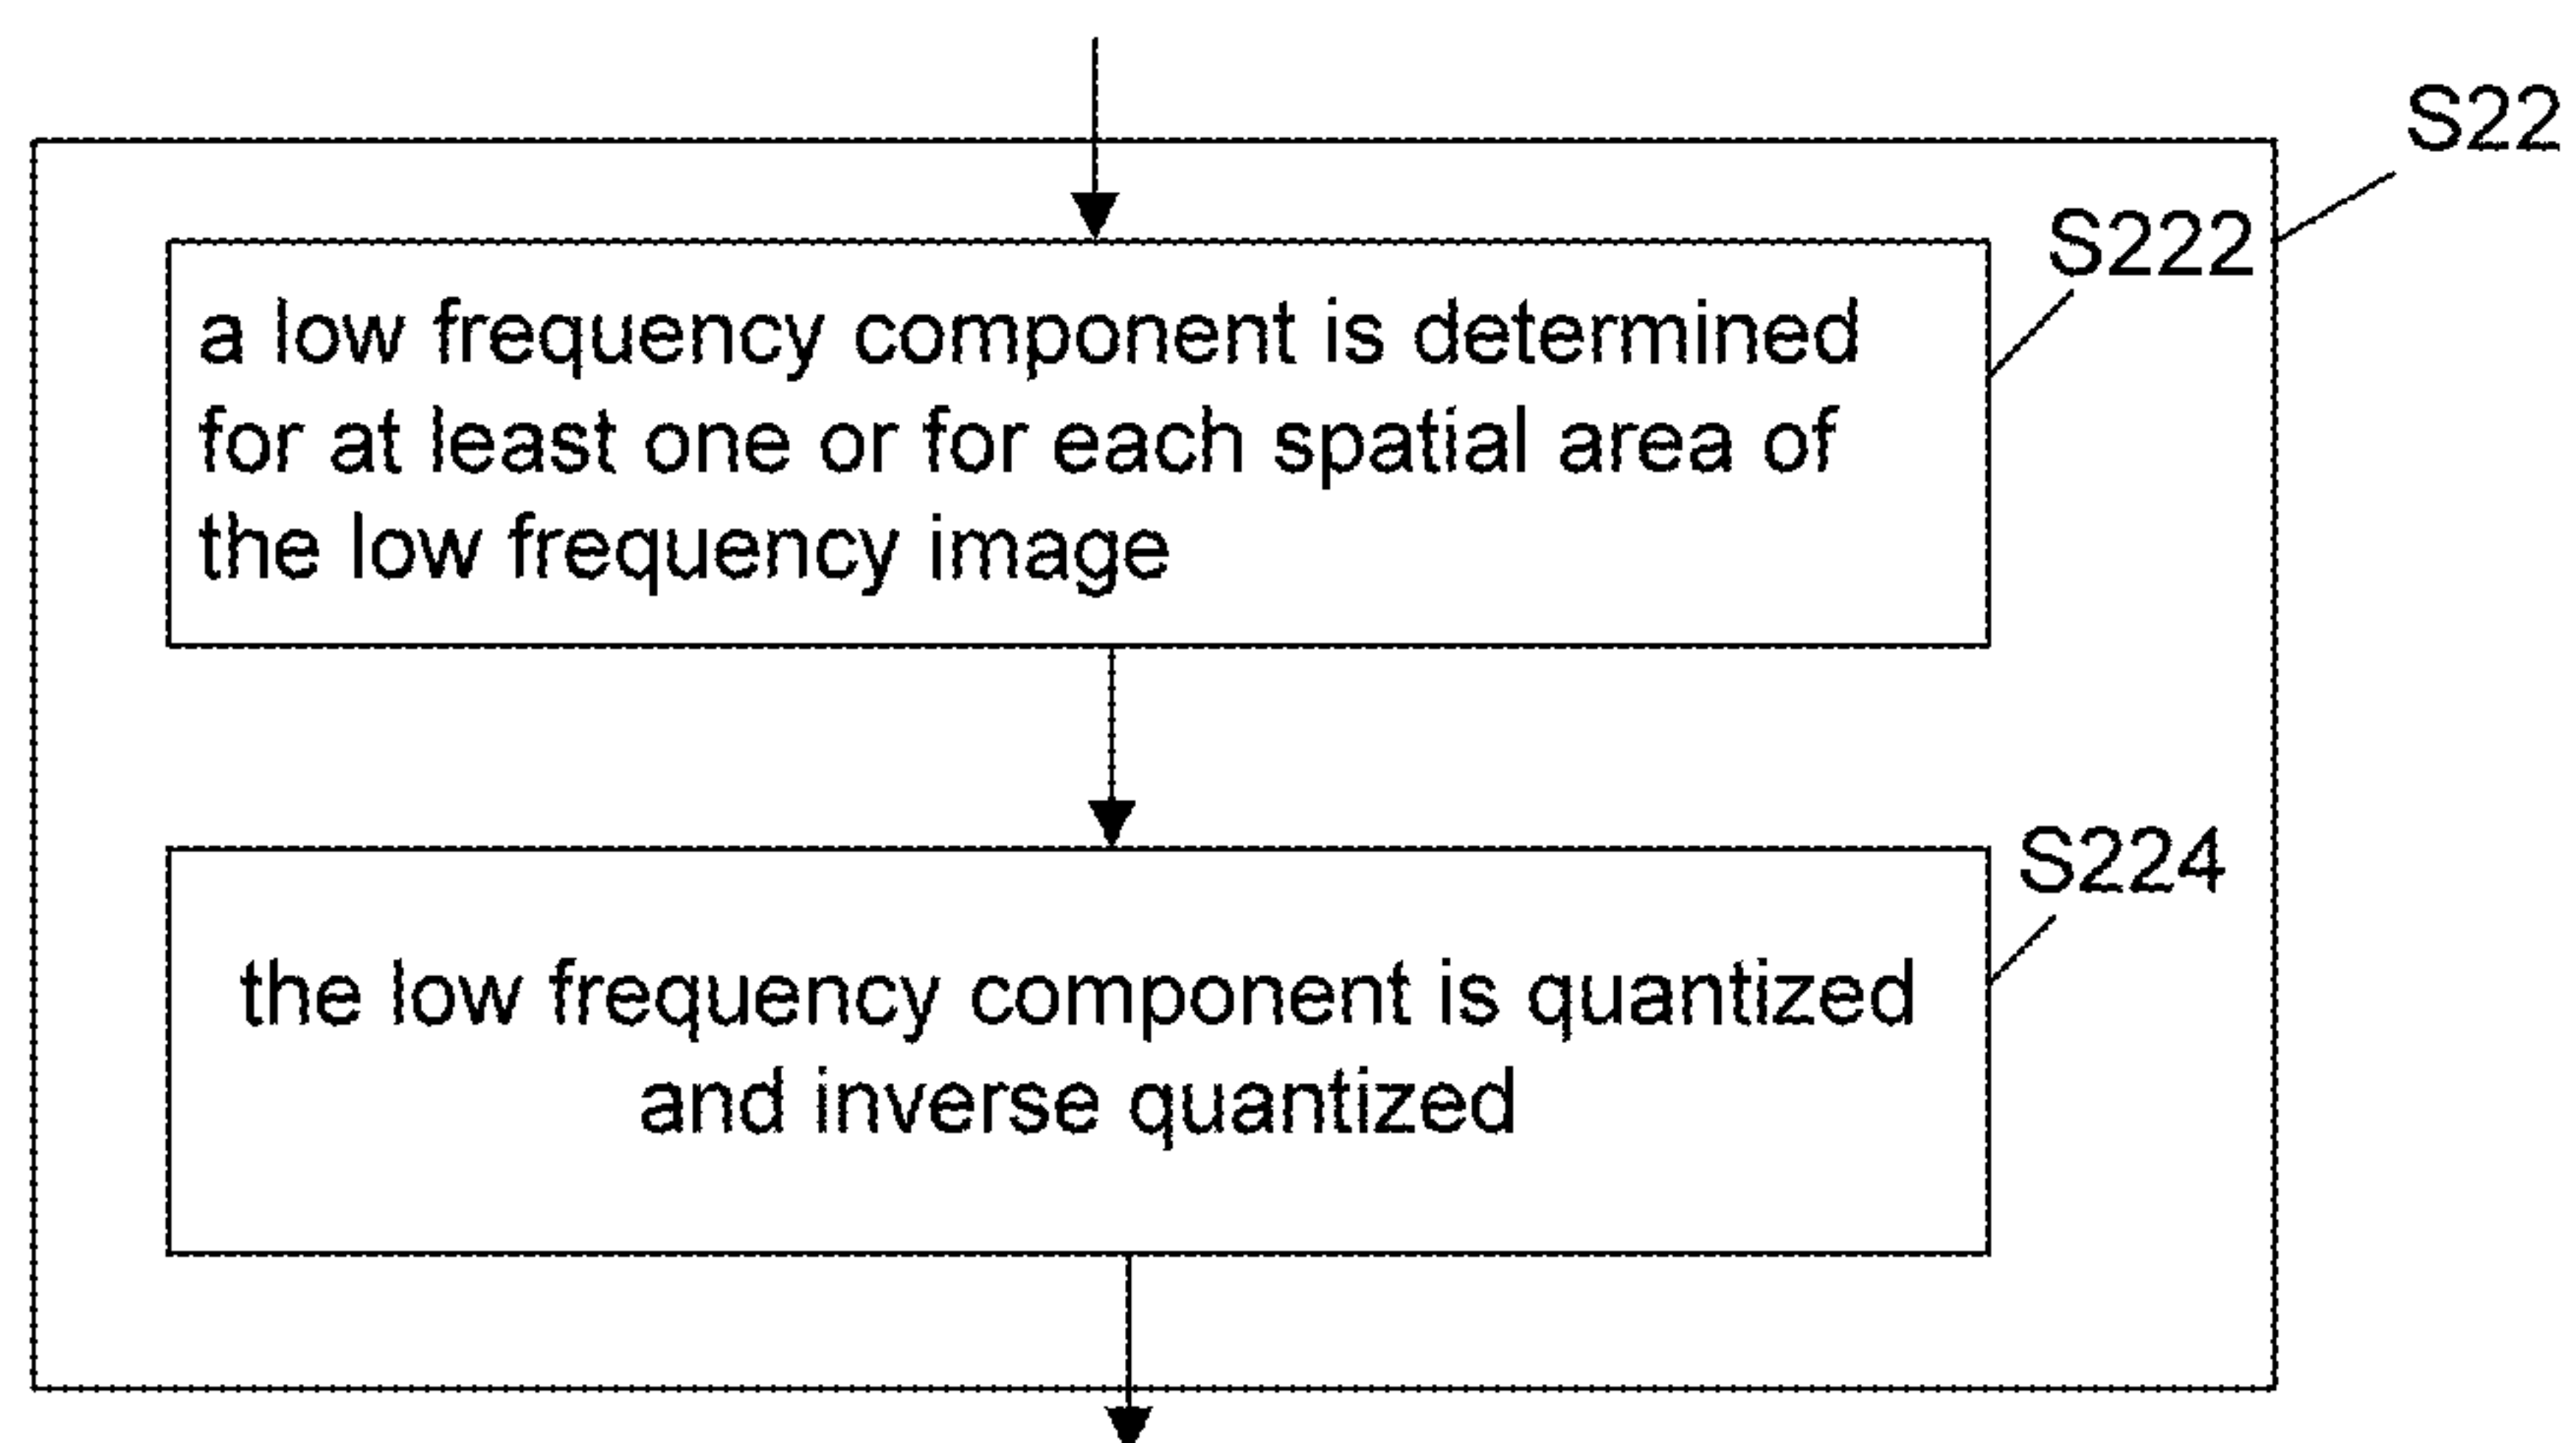 S22
S222
a low frequency component is determined
for at least one or for each spatial area of
the low frequency image
S224
the low frequency component is quantized
and inverse quantized